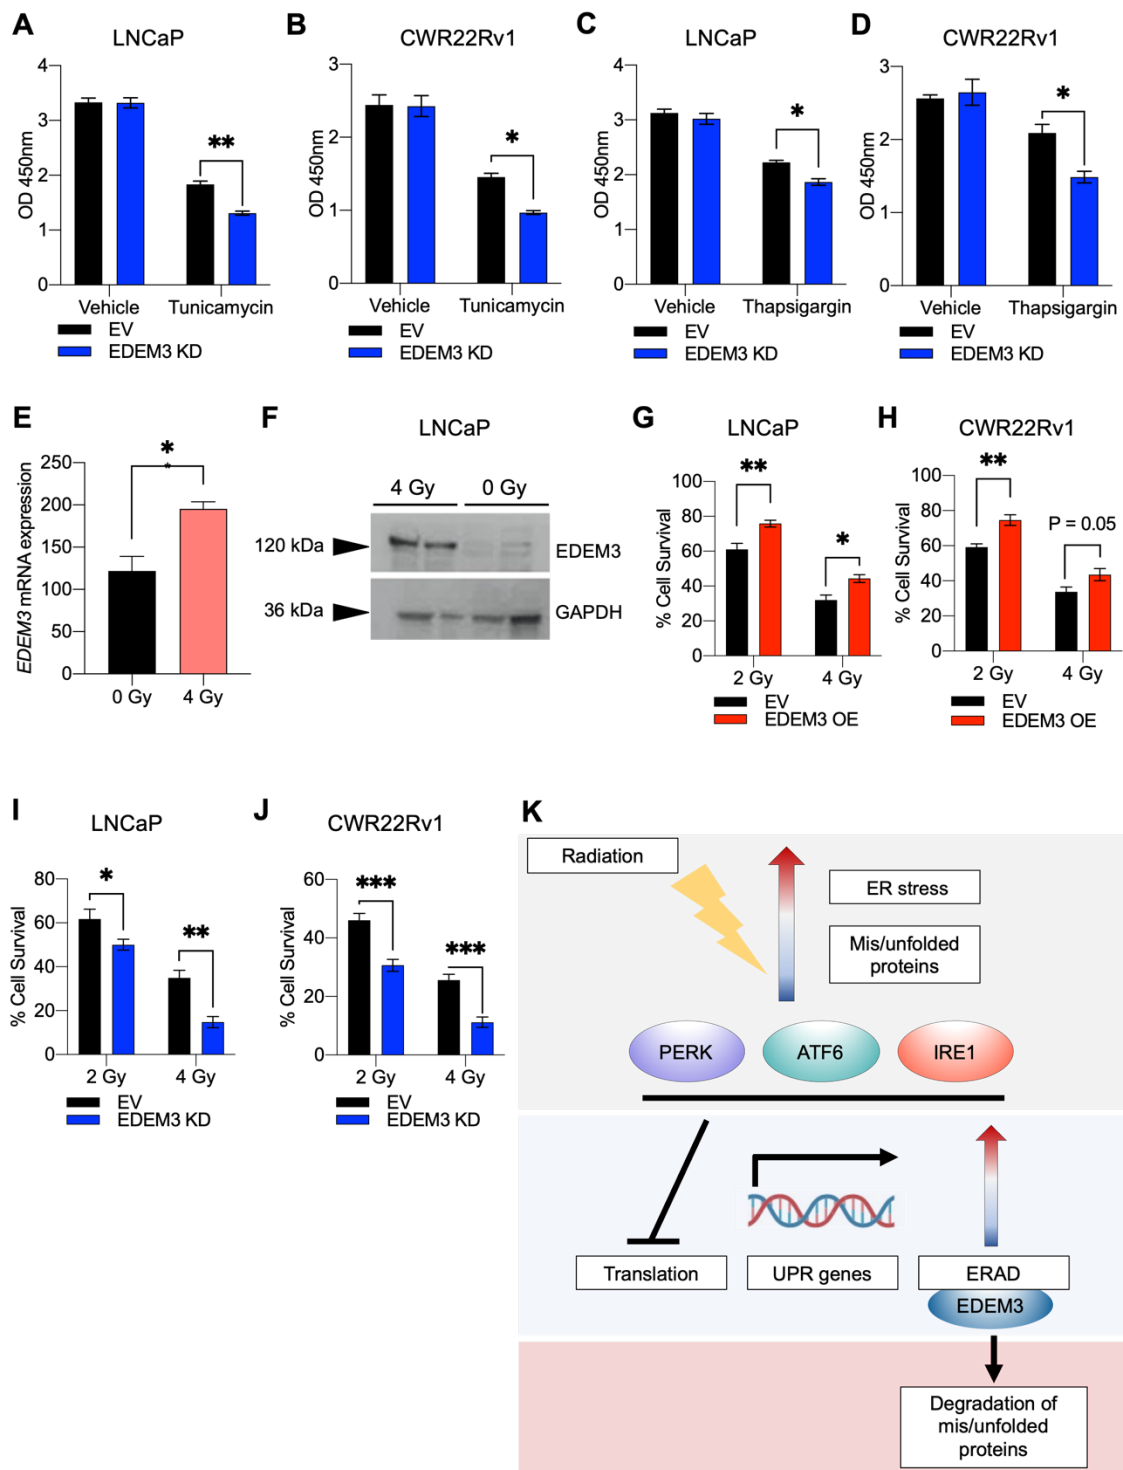 A
LNCaP
OD 450nm
4
3
2
1
0
**
Vehicle
Tunicamycin
EV
EDEM3 KD
B
CWR22Rv1
OD 450nm
3
2
1
0
*
Vehicle
Tunicamycin
EV
EDEM3 KD
C
LNCaP
OD 450nm
4
3
2
1
0
*
Vehicle
Thapsigargin
EV
EDEM3 KD
D
CWR22Rv1
OD 450nm
3
2
1
0
*
Vehicle
Thapsigargin
EV
EDEM3 KD
E
EDEM3 mRNA expression
250
200
150
100
50
0
*
*
0 Gy
4 Gy
F
LNCaP
4 Gy
0 Gy
120 kDa
EDEM3
36 kDa
GAPDH
G
LNCaP
% Cell Survival
100
80
60
40
20
0
**
*
2 Gy
4 Gy
EV
EDEM3 OE
H
CWR22Rv1
% Cell Survival
100
80
60
40
20
0
**
P = 0.05
2 Gy
4 Gy
EV
EDEM3 OE
I
LNCaP
% Cell Survival
80
60
40
20
0
*
**
2 Gy
4 Gy
EV
EDEM3 KD
J
CWR22Rv1
% Cell Survival
60
40
20
0
***
***
2 Gy
4 Gy
EV
EDEM3 KD
K
Radiation
ER stress
Mis/unfolded
proteins
PERK
ATF6
IRE1
Translation
UPR genes
ERAD
EDEM3
Degradation of
mis/unfolded
proteins